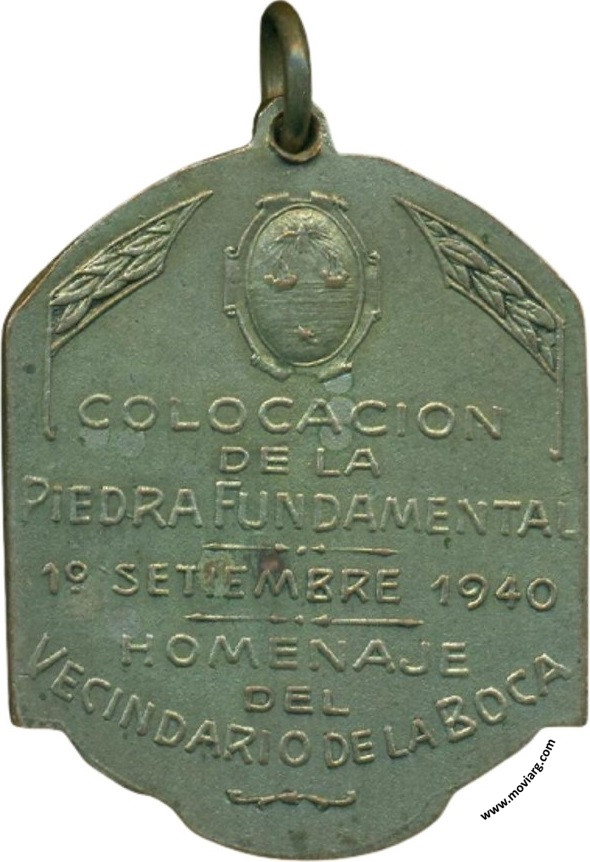 COLOCACION
DE LA
PIEDRA FUNDAMENTAL
1º SETIEMBRE 1940
HOMENAJE
DEL
VECINDARIO DE LA BOCA
www.moviarg.com